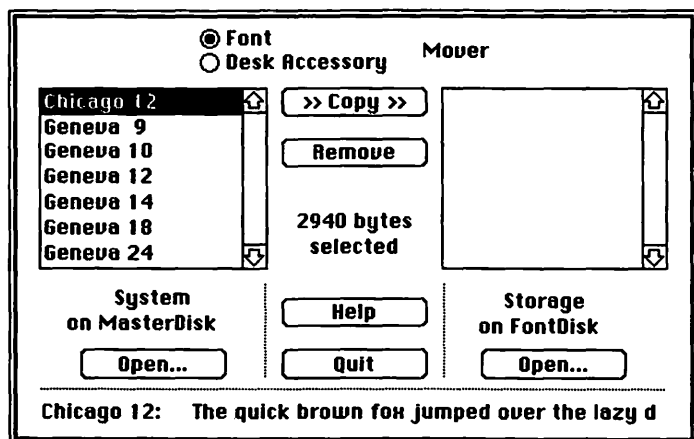 Font
Desk Accessory
Mover
Chicago 12
Geneva 9
Geneva 10
Geneva 12
Geneva 14
Geneva 18
Geneva 24
>> Copy >>
Remove
2940 bytes
selected
System
on MasterDisk
Open...
Help
Quit
Storage
on FontDisk
Open...
Chicago 12: The quick brown fox jumped over the lazy d